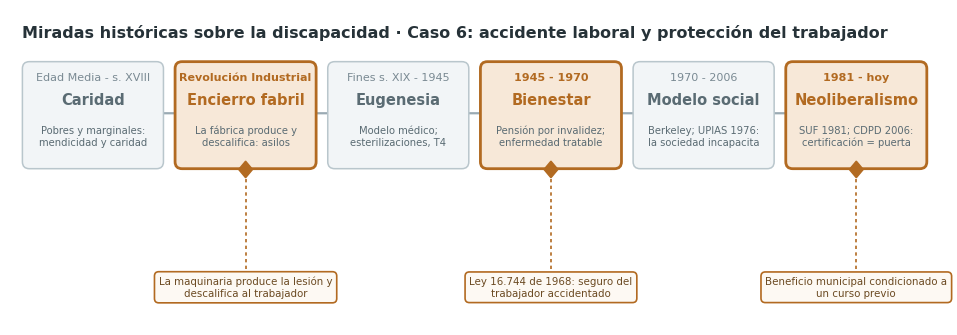 Miradas históricas sobre la discapacidad · Caso 6: accidente laboral y protección del trabajador
Edad Media - s. XVIII
Caridad
Pobres y marginales:
mendicidad y caridad
Revolución Industrial
Encierro fabril
La fábrica produce y
descalifica: asilos
Fines s. XIX - 1945
Eugenesia
Modelo médico;
esterilizaciones, T4
1945 - 1970
Bienestar
Pensión por invalidez;
enfermedad tratable
1970 - 2006
Modelo social
Berkeley; UPIAS 1976:
la sociedad incapacita
1981 - hoy
Neoliberalismo
SUF 1981; CDPD 2006:
certificación = puerta
La maquinaria produce la lesión y
descalifica al trabajador
Ley 16.744 de 1968: seguro del
trabajador accidentado
Beneficio municipal condicionado a
un curso previo